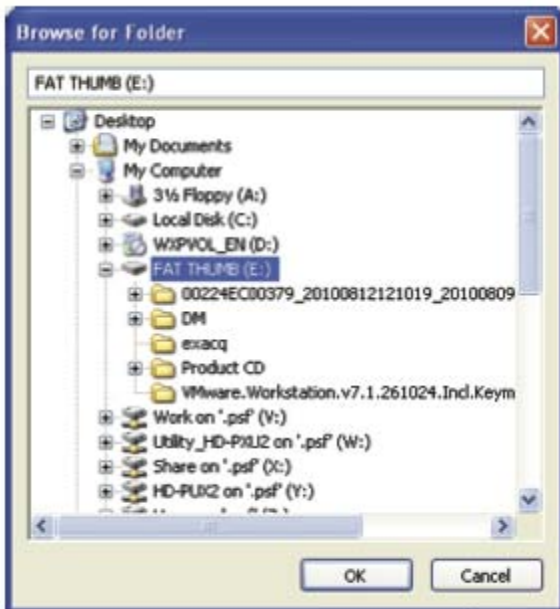 Browse for Folder
FAT THUMB (E:)
Desktop
My Documents
My Computer
3½ Floppy (A:)
Local Disk (C:)
WXPVOL_EN (D:)
FAT THUMB (E:)
00224EC00379_20100812121019_20100809
DM
exacq
Product CD
VMware.Workstation.v7.1.261024.Incl.Keym
Work on '.psf' (V:)
Utility_HD-PXU2 on '.psf' (W:)
Share on '.psf' (X:)
HD-PUX2 on '.psf' (Y:)
OK
Cancel